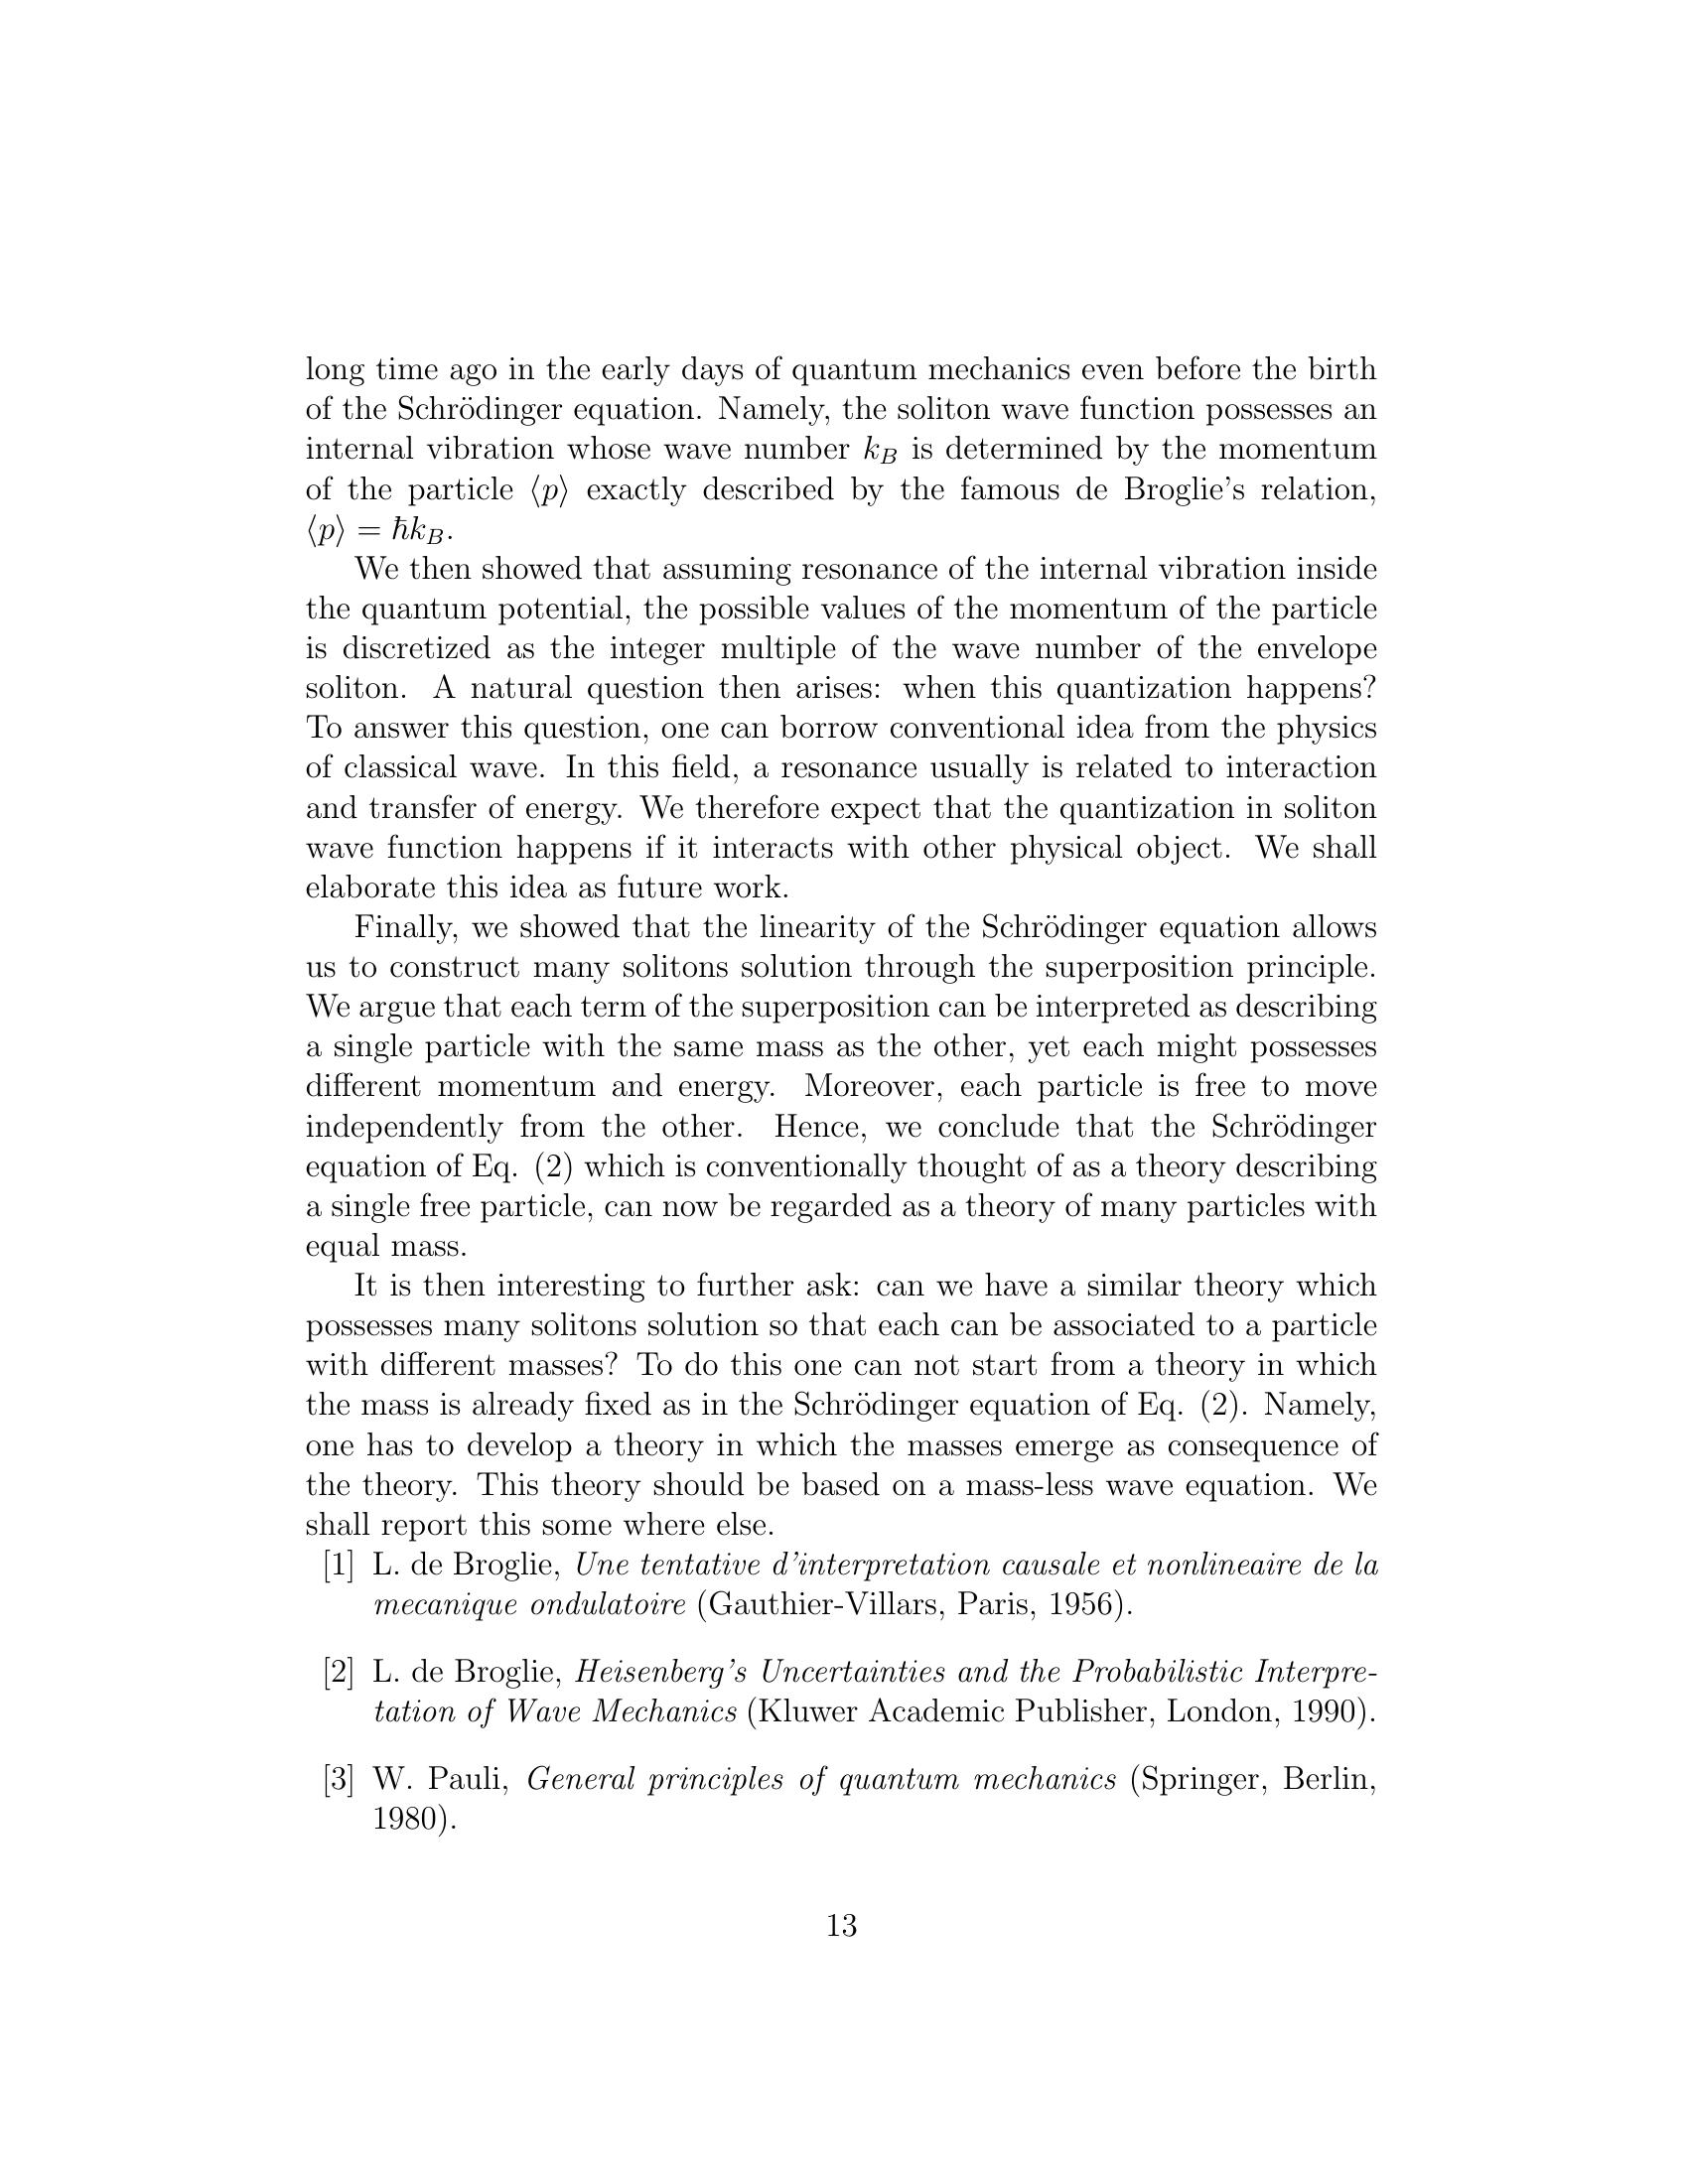 long time ago in the early days of quantum mechanics even before the birth
of the Schrödinger equation. Namely, the soliton wave function possesses an
internal vibration whose wave number k_B is determined by the momentum
of the particle ⟨p⟩ exactly described by the famous de Broglie's relation,
⟨p⟩ = ℏk_B.
We then showed that assuming resonance of the internal vibration inside
the quantum potential, the possible values of the momentum of the particle
is discretized as the integer multiple of the wave number of the envelope
soliton. A natural question then arises: when this quantization happens?
To answer this question, one can borrow conventional idea from the physics
of classical wave. In this field, a resonance usually is related to interaction
and transfer of energy. We therefore expect that the quantization in soliton
wave function happens if it interacts with other physical object. We shall
elaborate this idea as future work.
Finally, we showed that the linearity of the Schrödinger equation allows
us to construct many solitons solution through the superposition principle.
We argue that each term of the superposition can be interpreted as describing
a single particle with the same mass as the other, yet each might possesses
different momentum and energy. Moreover, each particle is free to move
independently from the other. Hence, we conclude that the Schrödinger
equation of Eq. (2) which is conventionally thought of as a theory describing
a single free particle, can now be regarded as a theory of many particles with
equal mass.
It is then interesting to further ask: can we have a similar theory which
possesses many solitons solution so that each can be associated to a particle
with different masses? To do this one can not start from a theory in which
the mass is already fixed as in the Schrödinger equation of Eq. (2). Namely,
one has to develop a theory in which the masses emerge as consequence of
the theory. This theory should be based on a mass-less wave equation. We
shall report this some where else.
[1] L. de Broglie, Une tentative d'interpretation causale et nonlineaire de la
mecanique ondulatoire (Gauthier-Villars, Paris, 1956).
[2] L. de Broglie, Heisenberg's Uncertainties and the Probabilistic Interpre-
tation of Wave Mechanics (Kluwer Academic Publisher, London, 1990).
[3] W. Pauli, General principles of quantum mechanics (Springer, Berlin,
1980).
13